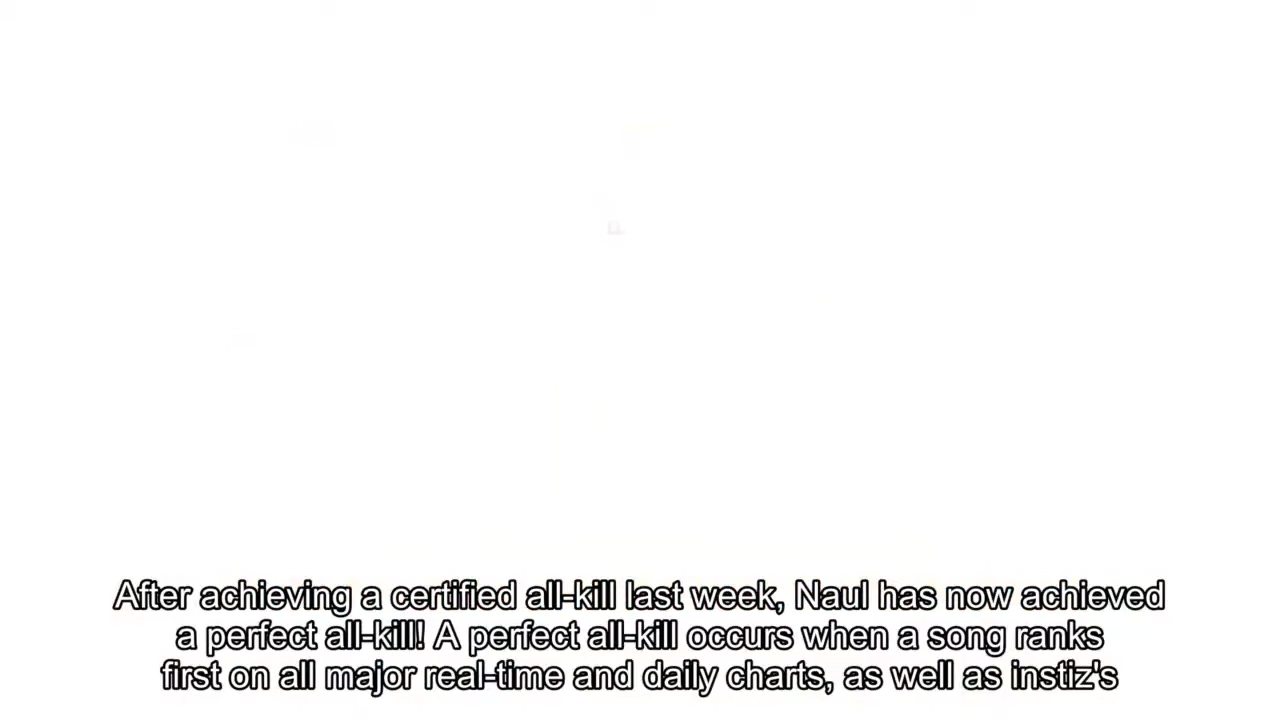 After achieving a certified all-kill last week, Naul has now achieved
a perfect all-kill! A perfect all-kill occurs when a song ranks
first on all major real-time and daily charts, as well as instiz's